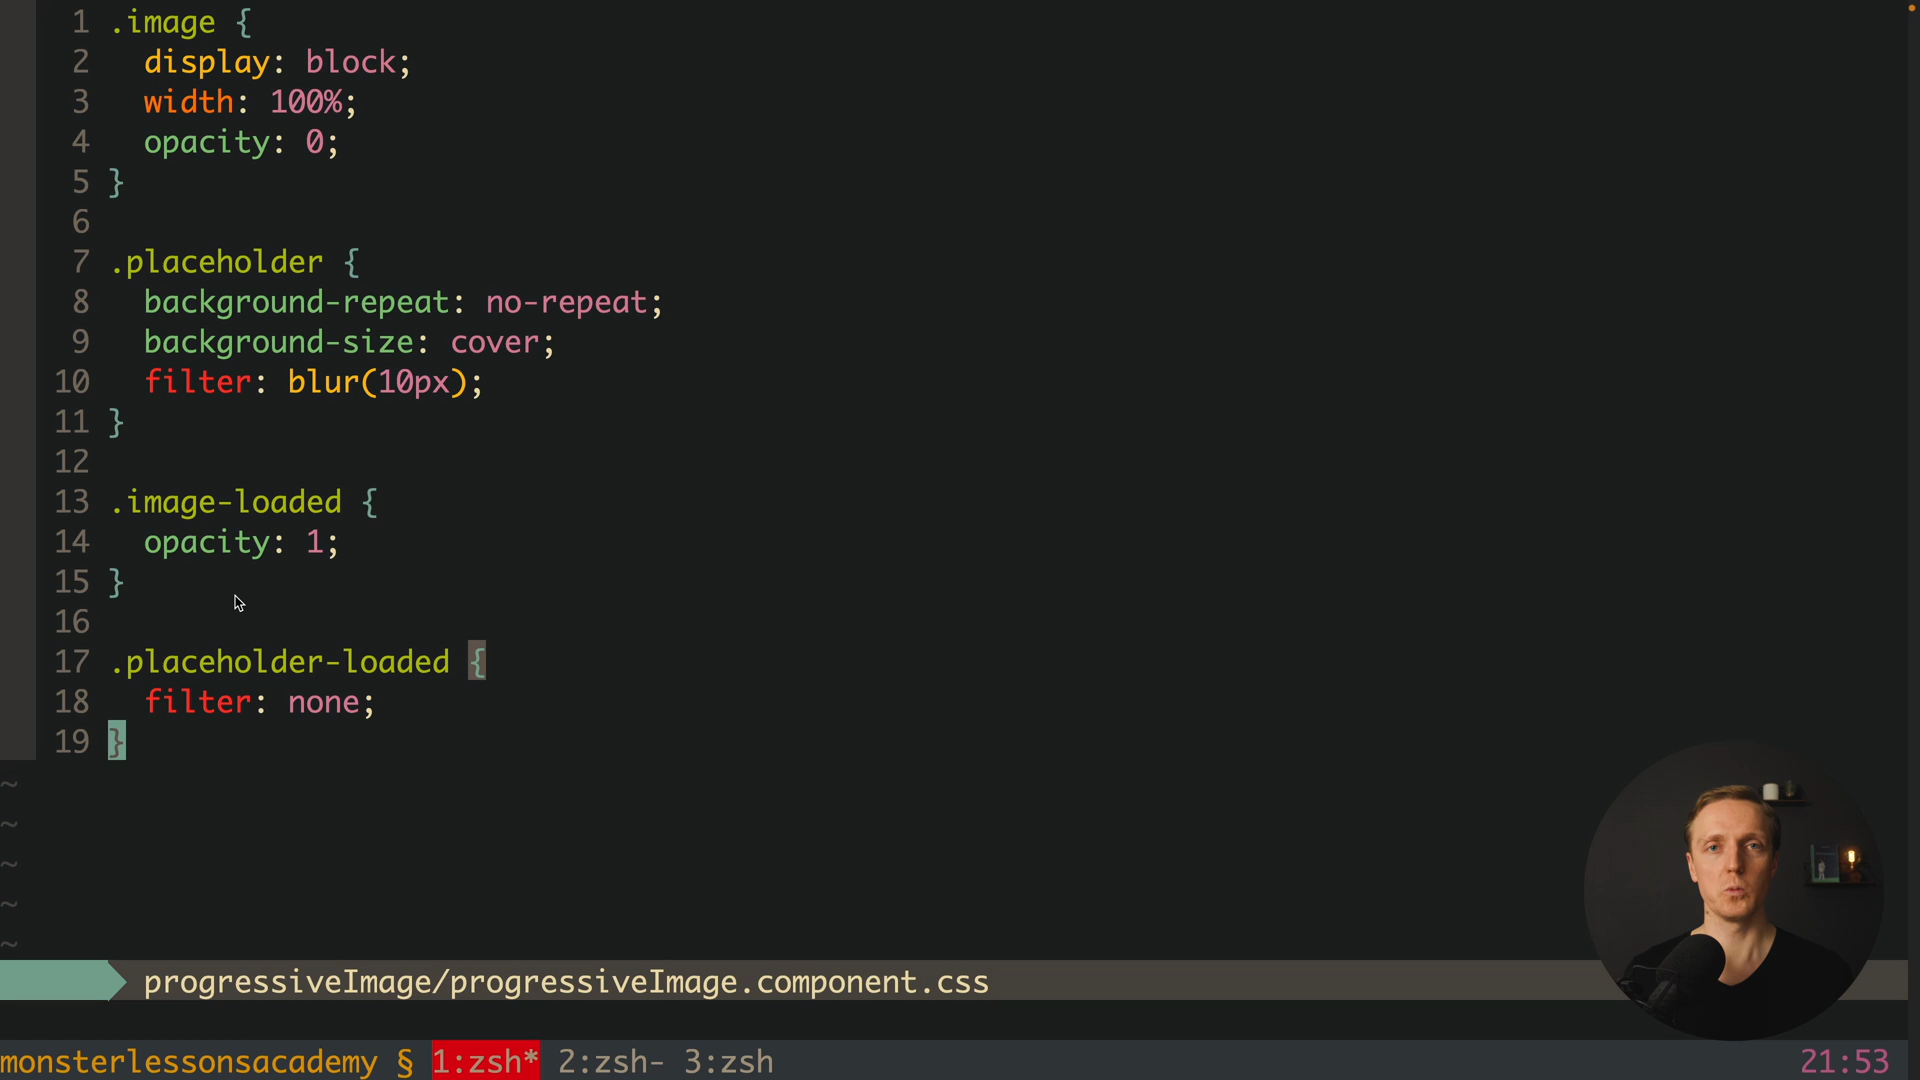 1 .image {
2 display: block;
3 width: 100%;
4 opacity: 0;
5 }
6
7 .placeholder {
8 background-repeat: no-repeat;
9 background-size: cover;
10 filter: blur(10px);
11 }
12
13 .image-loaded {
14 opacity: 1;
15 }
16
17 .placeholder-loaded {
18 filter: none;
19 }
~
~
~
~
~
progressiveImage/progressiveImage.component.css
monsterlessonsacademy § 1:zsh* 2:zsh- 3:zsh 21:53